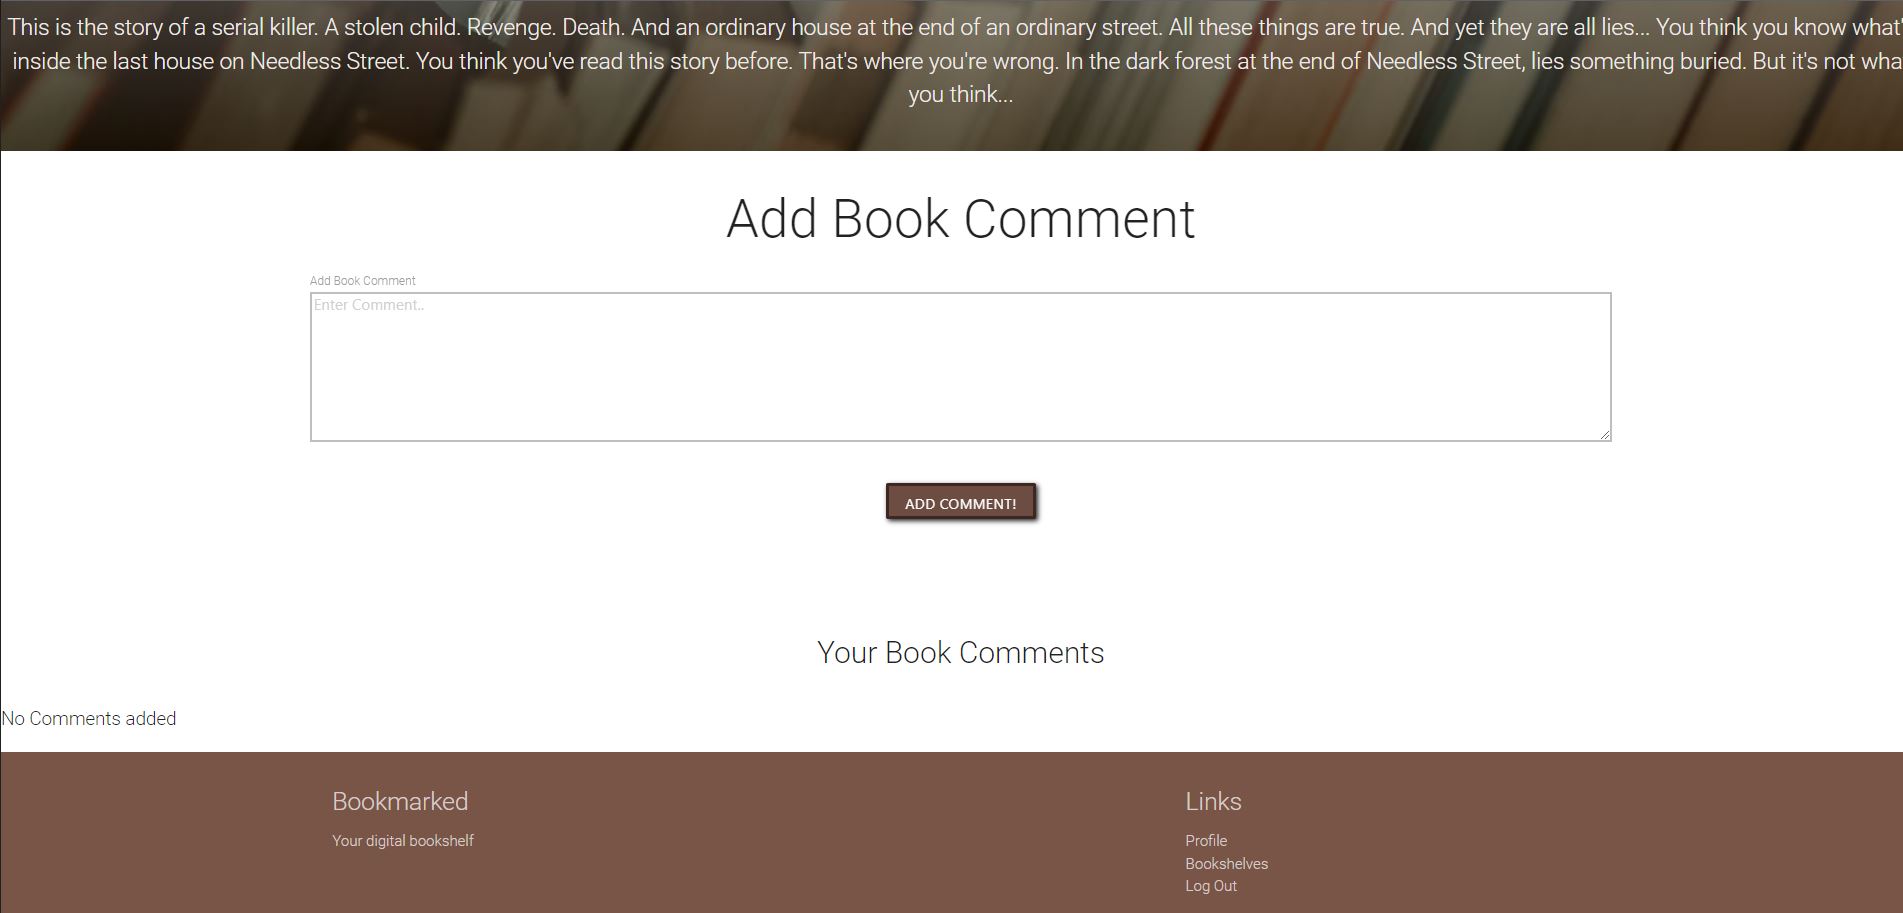 This is the story of a serial killer. A stolen child. Revenge. Death. And an ordinary house at the end of an ordinary street. All these things are true. And yet they are all lies... You think you know what'
inside the last house on Needless Street. You think you've read this story before. That's where you're wrong. In the dark forest at the end of Needless Street, lies something buried. But it's not wha
you think...
Add Book Comment
Add Book Comment
Enter Comment..
ADD COMMENT!
Your Book Comments
No Comments added
Bookmarked
Your digital bookshelf
Links
Profile
Bookshelves
Log Out